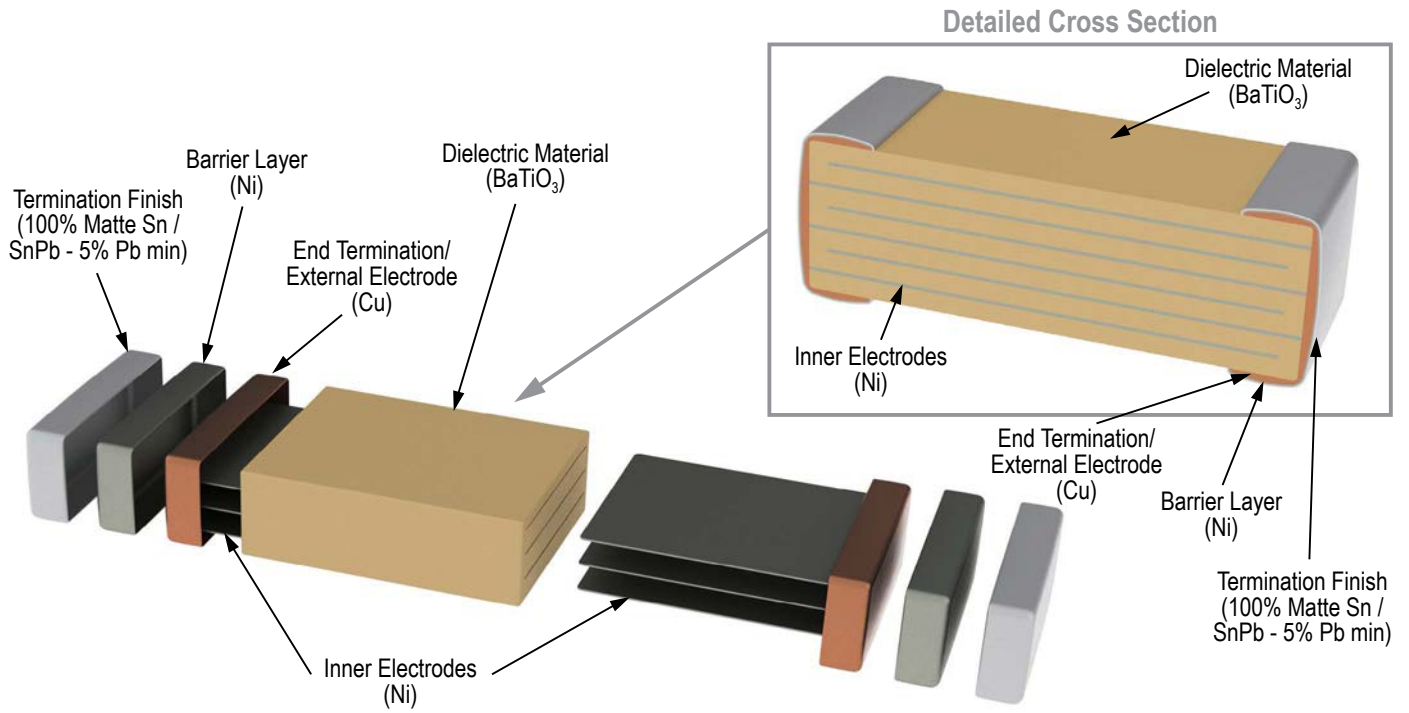 Detailed Cross Section
Dielectric Material
(BaTiO₃)
Inner Electrodes
(Ni)
End Termination/
External Electrode
(Cu)
Barrier Layer
(Ni)
Termination Finish
(100% Matte Sn /
SnPb - 5% Pb min)
Termination Finish
(100% Matte Sn /
SnPb - 5% Pb min)
Barrier Layer
(Ni)
End Termination/
External Electrode
(Cu)
Dielectric Material
(BaTiO₃)
Inner Electrodes
(Ni)